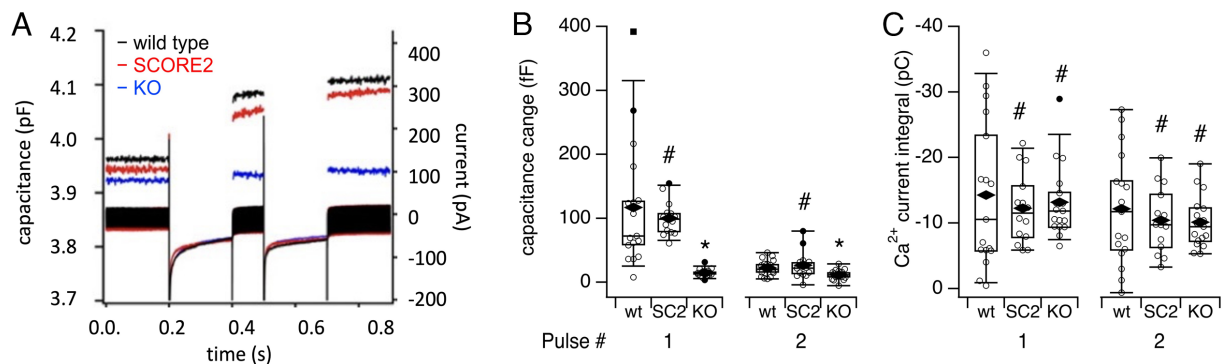 A
4.2
4.1
4.0
3.9
3.8
3.7
capacitance (pF)
– wild type
– SCORE2
– KO
400
300
200
100
0
-100
-200
current (pA)
0.0 0.2 0.4 0.6 0.8
time (s)
B
400
300
200
100
0
capacitance cange (fF)
#
*
#
*
wt SC2 KO wt SC2 KO
Pulse # 1 2
C
-40
-30
-20
-10
0
Ca2+ current integral (pC)
#
#
#
#
wt SC2 KO wt SC2 KO
1 2